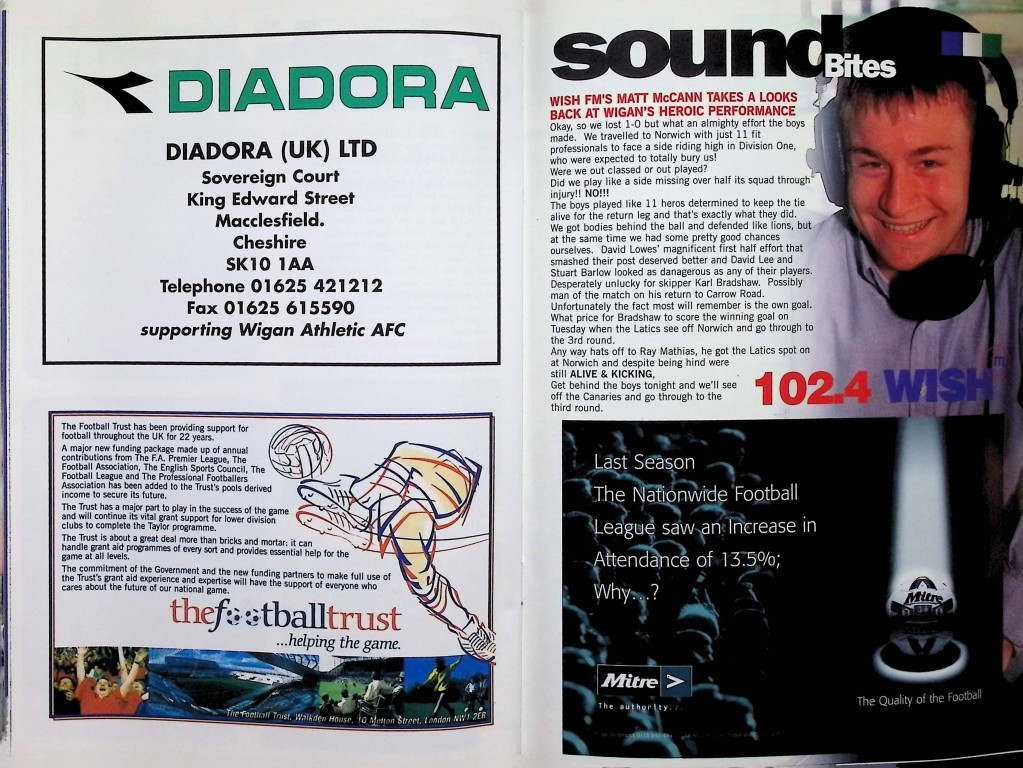 DIADORA
DIADORA (UK) LTD
Sovereign Court
King Edward Street
Macclesfield.
Cheshire
SK10 1AA
Telephone 01625 421212
Fax 01625 615590
supporting Wigan Athletic AFC
The Football Trust has been providing support for
football throughout the UK for 22 years.
A major new funding package made up of annual
contributions from The F.A. Premier League, The
Football Association, The English Sports Council, The
Football League and The Professional Footballers
Association has been added to the Trust's pools derived
income to secure its future.
The Trust has a major part to play in the success of the game
and will continue its vital grant support for lower division
clubs to complete the Taylor programme.
The Trust is about a great deal more than bricks and mortar: it can
handle grant aid programmes of every sort and provides essential help for the
game at all levels.
The commitment of the Government and the new funding partners to make full use of
the Trust's grant aid experience and expertise will have the support of everyone who
cares about the future of our national game.
thefootballtrust
...helping the game.
The Football Trust, Walkden House, 10 Melton Street, London NW1 2ER
sound
Bites
WISH FM'S MATT McCANN TAKES A LOOKS
BACK AT WIGAN'S HEROIC PERFORMANCE
Okay, so we lost 1-0 but what an almighty effort the boys
made. We travelled to Norwich with just 11 fit
professionals to face a side riding high in Division One,
who were expected to totally bury us!
Were we out classed or out played?
Did we play like a side missing over half its squad through
injury!! NO!!!
The boys played like 11 heros determined to keep the tie
alive for the return leg and that's exactly what they did.
We got bodies behind the ball and defended like lions, but
at the same time we had some pretty good chances
ourselves. David Lowes' magnificent first half effort that
smashed their post deserved better and David Lee and
Stuart Barlow looked as danagerous as any of their players.
Desperately unlucky for skipper Karl Bradshaw. Possibly
man of the match on his return to Carrow Road.
Unfortunately the fact most will remember is the own goal.
What price for Bradshaw to score the winning goal on
Tuesday when the Latics see off Norwich and go through to
the 3rd round.
Any way hats off to Ray Mathias, he got the Latics spot on
at Norwich and despite being hind were
still ALIVE & KICKING,
Get behind the boys tonight and we'll see
off the Canaries and go through to the
third round.
102.4 WISH fm
Last Season
The Nationwide Football
League saw an Increase in
Attendance of 13.5%;
Why...?
Mitre
Mitre
The authority...
The Quality of the Football